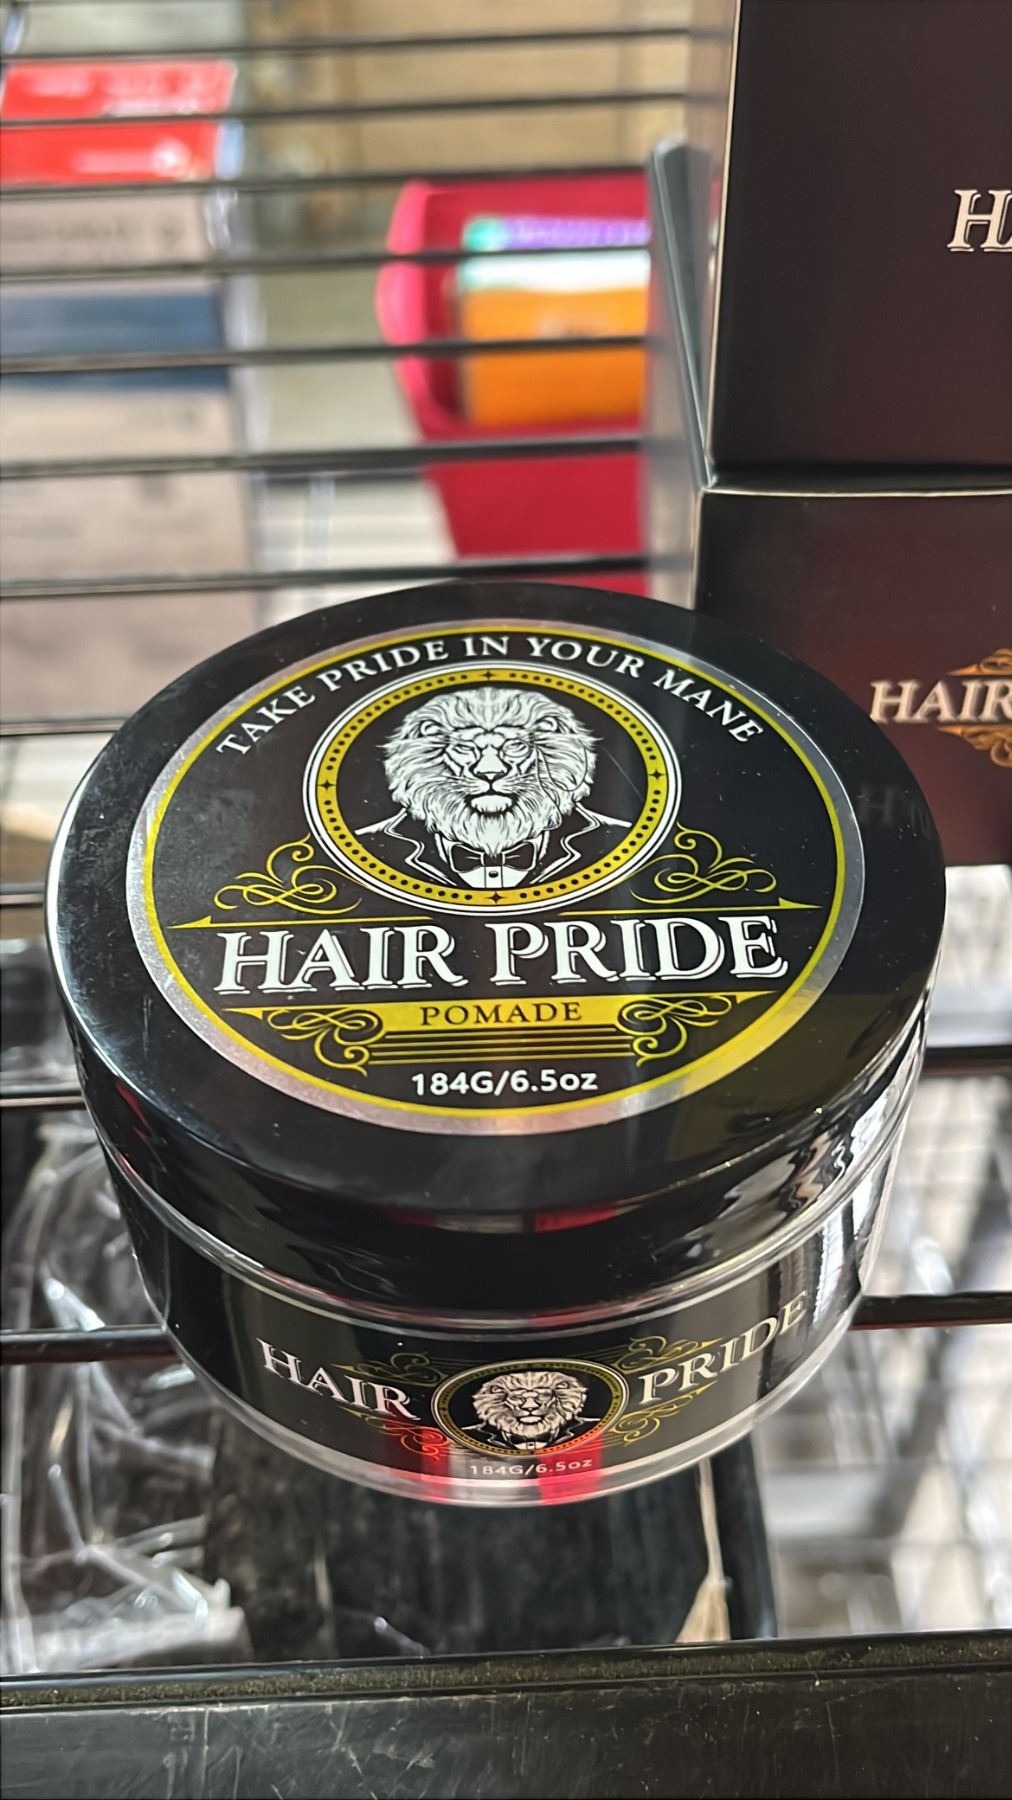 TAKE PRIDE IN YOUR MANE
HAIR PRIDE
POMADE
184G/6.5oz
HAIR PRIDE
184G/6.5oz
HAIR